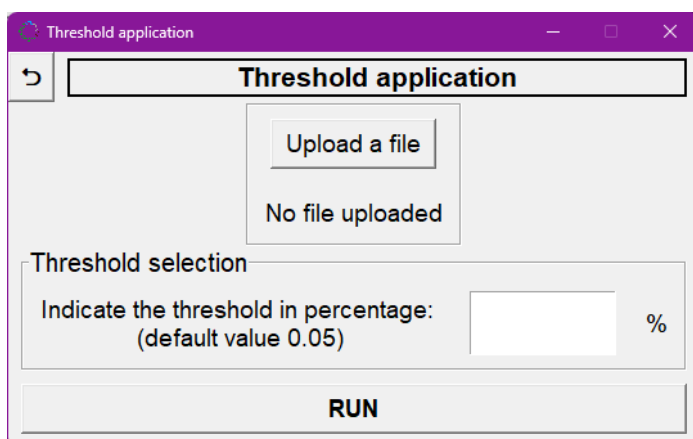 Threshold application
Threshold application
Upload a file
No file uploaded
Threshold selection
Indicate the threshold in percentage:
(default value 0.05)
%
RUN